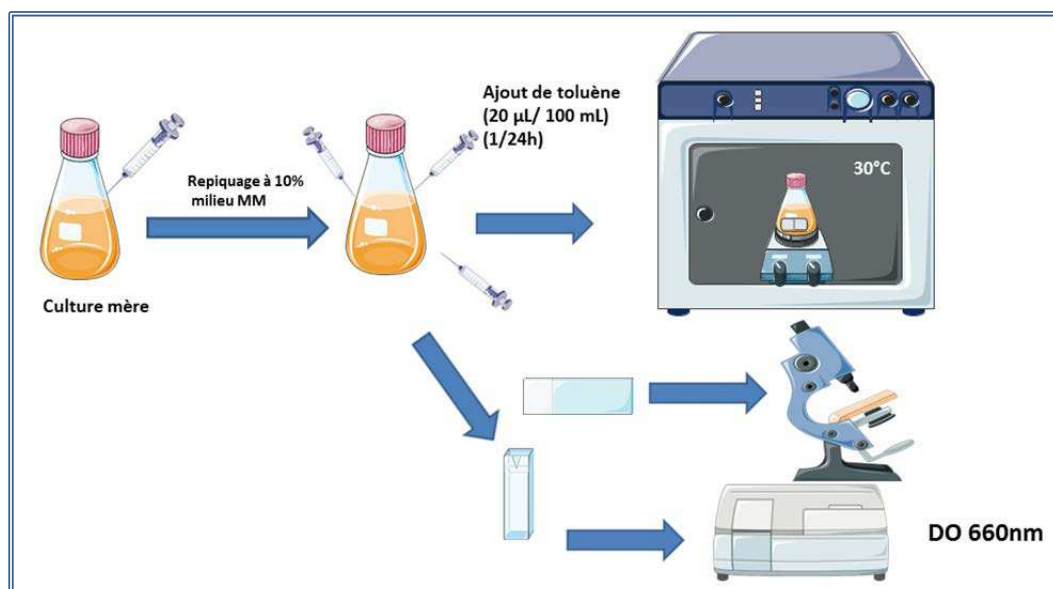 Ajout de toluène
(20 µL/ 100 mL)
(1/24h)
30°C
Repiquage à 10%
milieu MM
Culture mère
DO 660nm